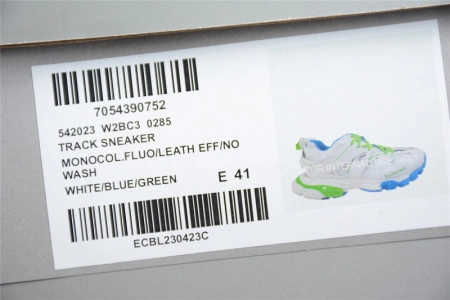 7054390752
542023 W2BC3 0285
TRACK SNEAKER
MONOCOL.FLUO/LEATH EFF/NO
WASH
WHITE/BLUE/GREEN E 41
ECBL230423C